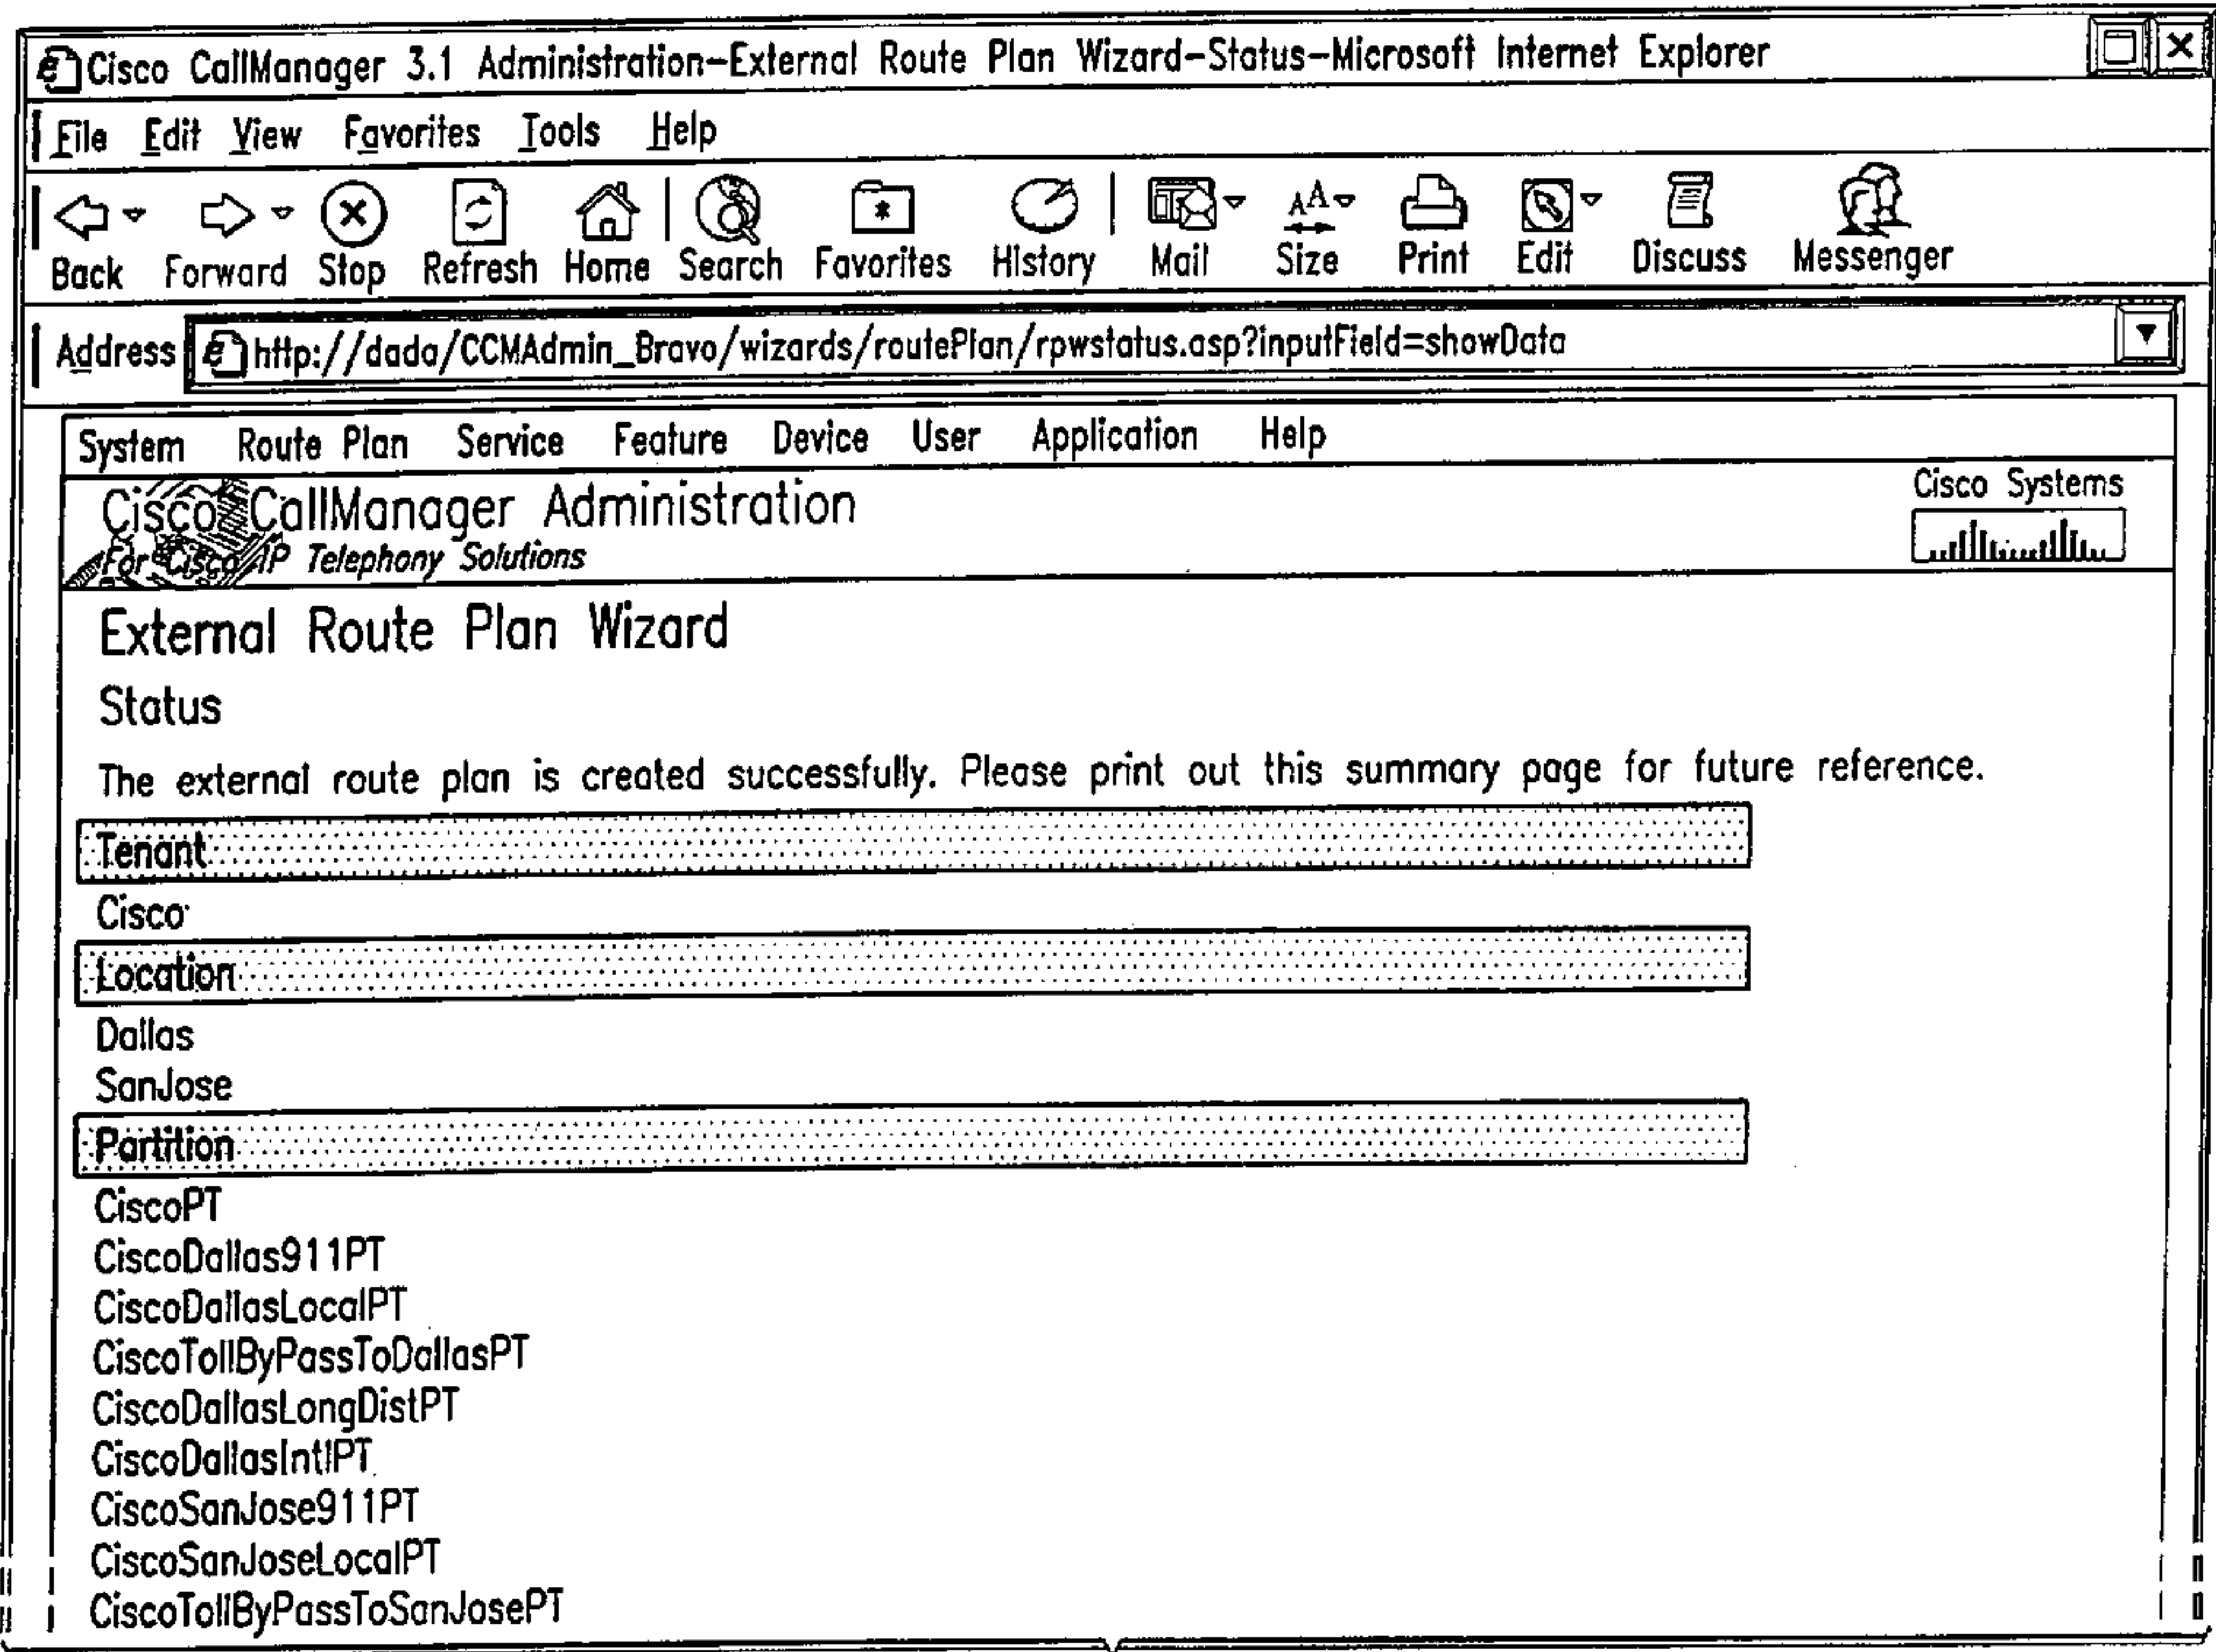 Cisco CallManager 3.1 Administration-External Route Plan Wizard-Status-Microsoft Internet Explorer
File Edit View Favorites Tools Help
Back Forward Stop Refresh Home Search Favorites History Mail Size Print Edit Discuss Messenger
Address http://dada/CCMAdmin_Bravo/wizards/routePlan/rpwstatus.asp?inputField=showData
System Route Plan Service Feature Device User Application Help
Cisco CallManager Administration
Cisco Systems
For Cisco IP Telephony Solutions
External Route Plan Wizard
Status
The external route plan is created successfully. Please print out this summary page for future reference.
Tenant
Cisco
Location
Dallas
SanJose
Partition
CiscoPT
CiscoDallas911PT
CiscoDallasLocalPT
CiscoTollByPassToDallasPT
CiscoDallasLongDistPT
CiscoDallasIntlPT
CiscoSanJose911PT
CiscoSanJoseLocalPT
CiscoTollByPassToSanJosePT